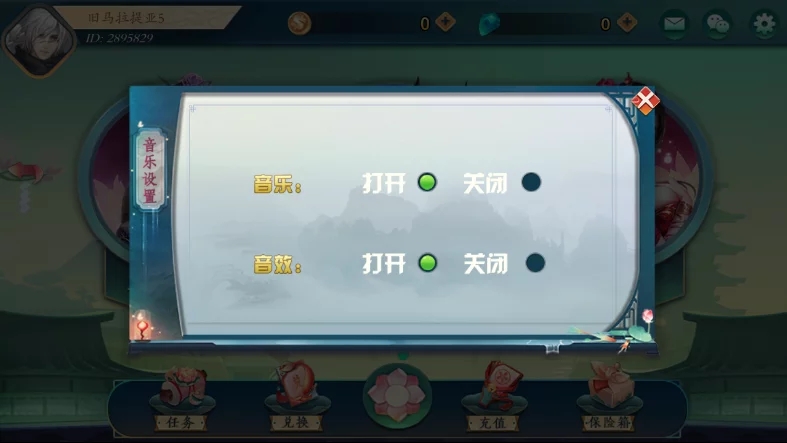 旧马拉提亚5
ID: 2895829
0
0
音乐设置
音乐： 打开 关闭
音效： 打开 关闭
任务
兑换
充值
保险箱